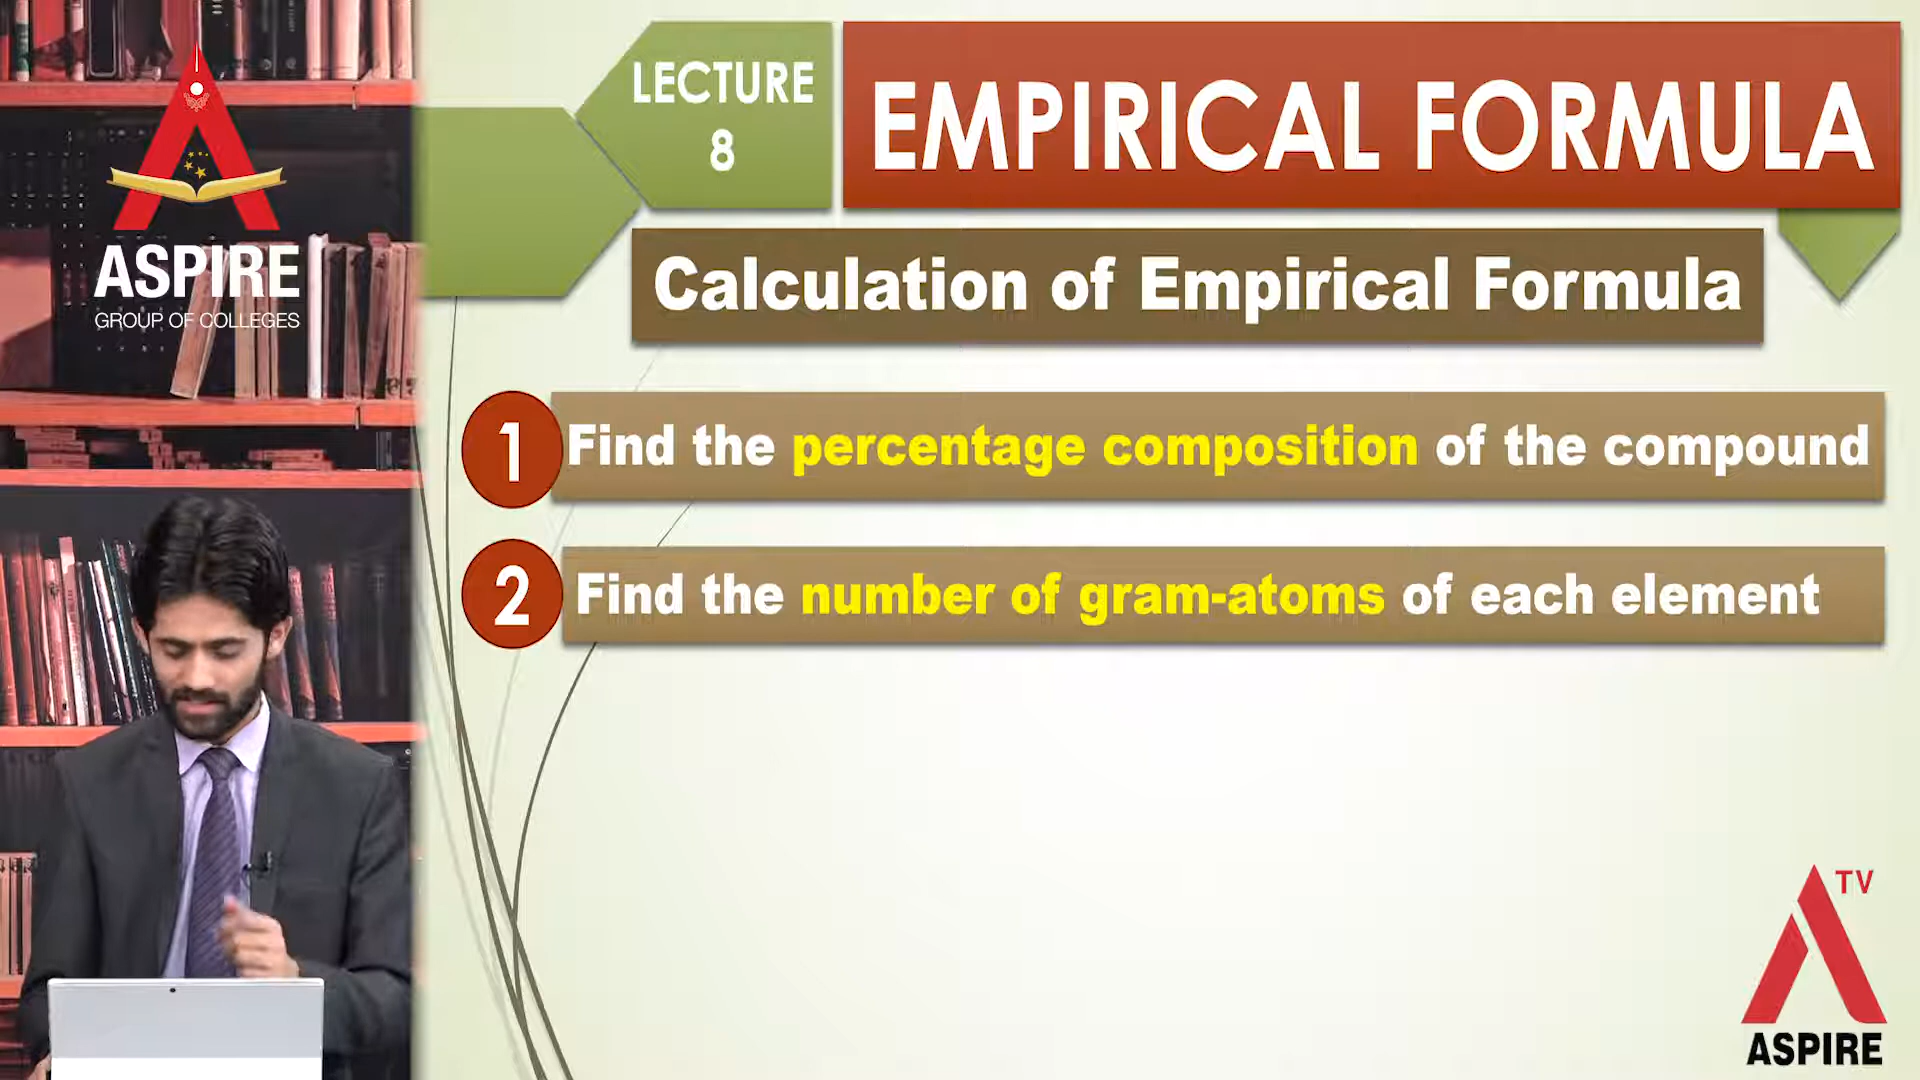 ASPIRE
GROUP OF COLLEGES
LECTURE
8
EMPIRICAL FORMULA
Calculation of Empirical Formula
1 Find the percentage composition of the compound
2 Find the number of gram-atoms of each element
TV
ASPIRE